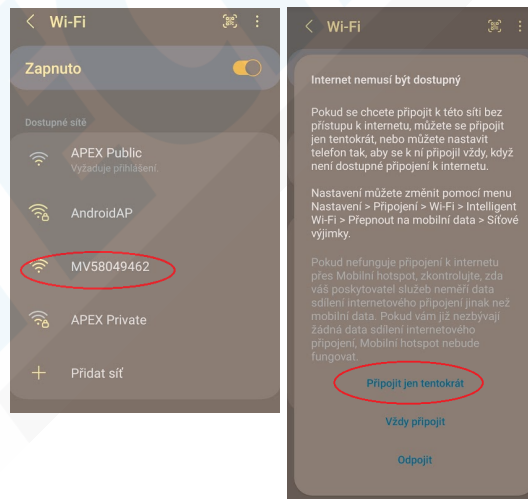 Wi-Fi
Zapnuto
Dostupné sítě
APEX Public
Vyžaduje přihlášení.
AndroidAP
MV58049462
APEX Private
Přidat síť
Wi-Fi
Internet nemusí být dostupný
Pokud se chcete připojit k této síti bez
přístupu k internetu, můžete se připojit
jen tentokrát, nebo můžete nastavit
telefon tak, aby se k ní připojil vždy, když
není dostupné připojení k internetu.
Nastavení můžete změnit pomocí menu
Nastavení > Připojení > Wi-Fi > Intelligent
Wi-Fi > Přepnout na mobilní data > Síťové
výjimky.
Pokud nefunguje připojení k internetu
přes Mobilní hotspot, zkontrolujte, zda
váš poskytovatel služeb neměří data
sdílení internetového připojení jinak než
mobilní data. Pokud vám již nezbývají
žádná data sdílení internetového
připojení, Mobilní hotspot nebude
fungovat.
Připojit jen tentokrát
Vždy připojit
Odpojit